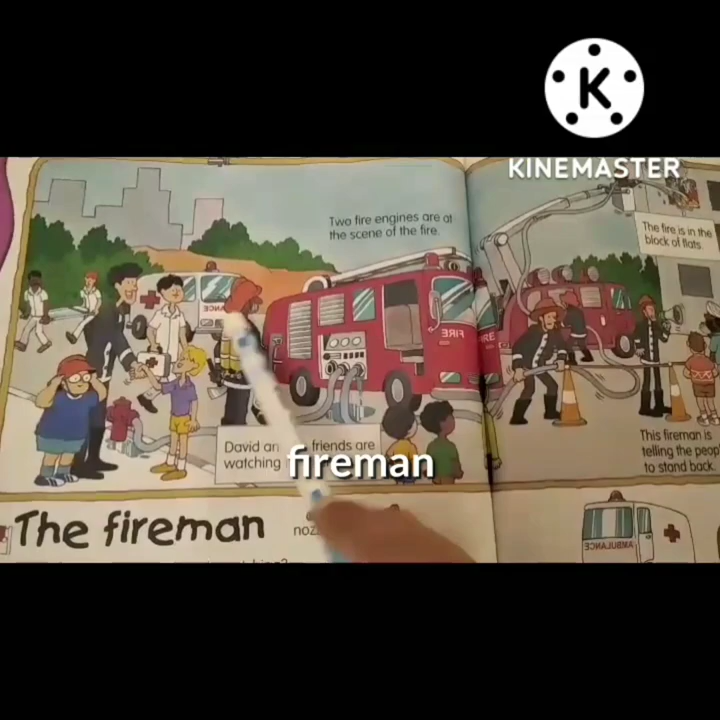 KINEMASTER
Two fire engines are at
the scene of the fire.
The fire is in the
block of flats.
FIRE
David an friends are
watching
fireman
This fireman is
telling the peop
to stand back.
The fireman
AMBULANCE